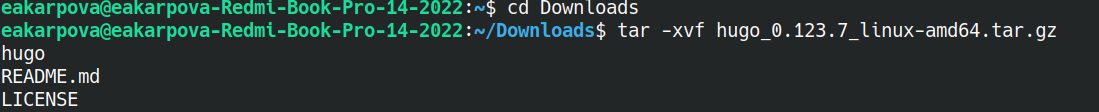 eakarpova@eakarpova-Redmi-Book-Pro-14-2022:~$ cd Downloads
eakarpova@eakarpova-Redmi-Book-Pro-14-2022:~/Downloads$ tar -xvf hugo_0.123.7_linux-amd64.tar.gz
hugo
README.md
LICENSE